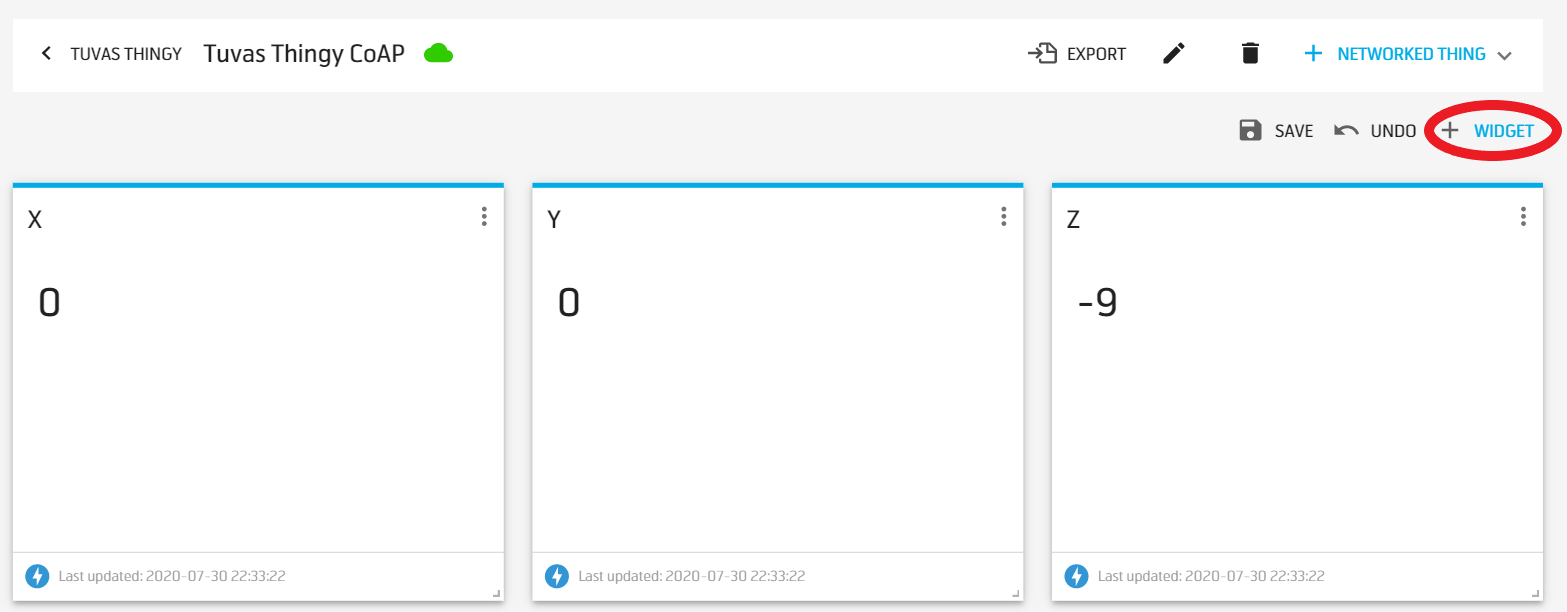 TUVAS THINGY Tuvas Thingy CoAP EXPORT + NETWORKED THING
SAVE UNDO + WIDGET
X Y Z
0 0 -9
Last updated: 2020-07-30 22:33:22 Last updated: 2020-07-30 22:33:22 Last updated: 2020-07-30 22:33:22